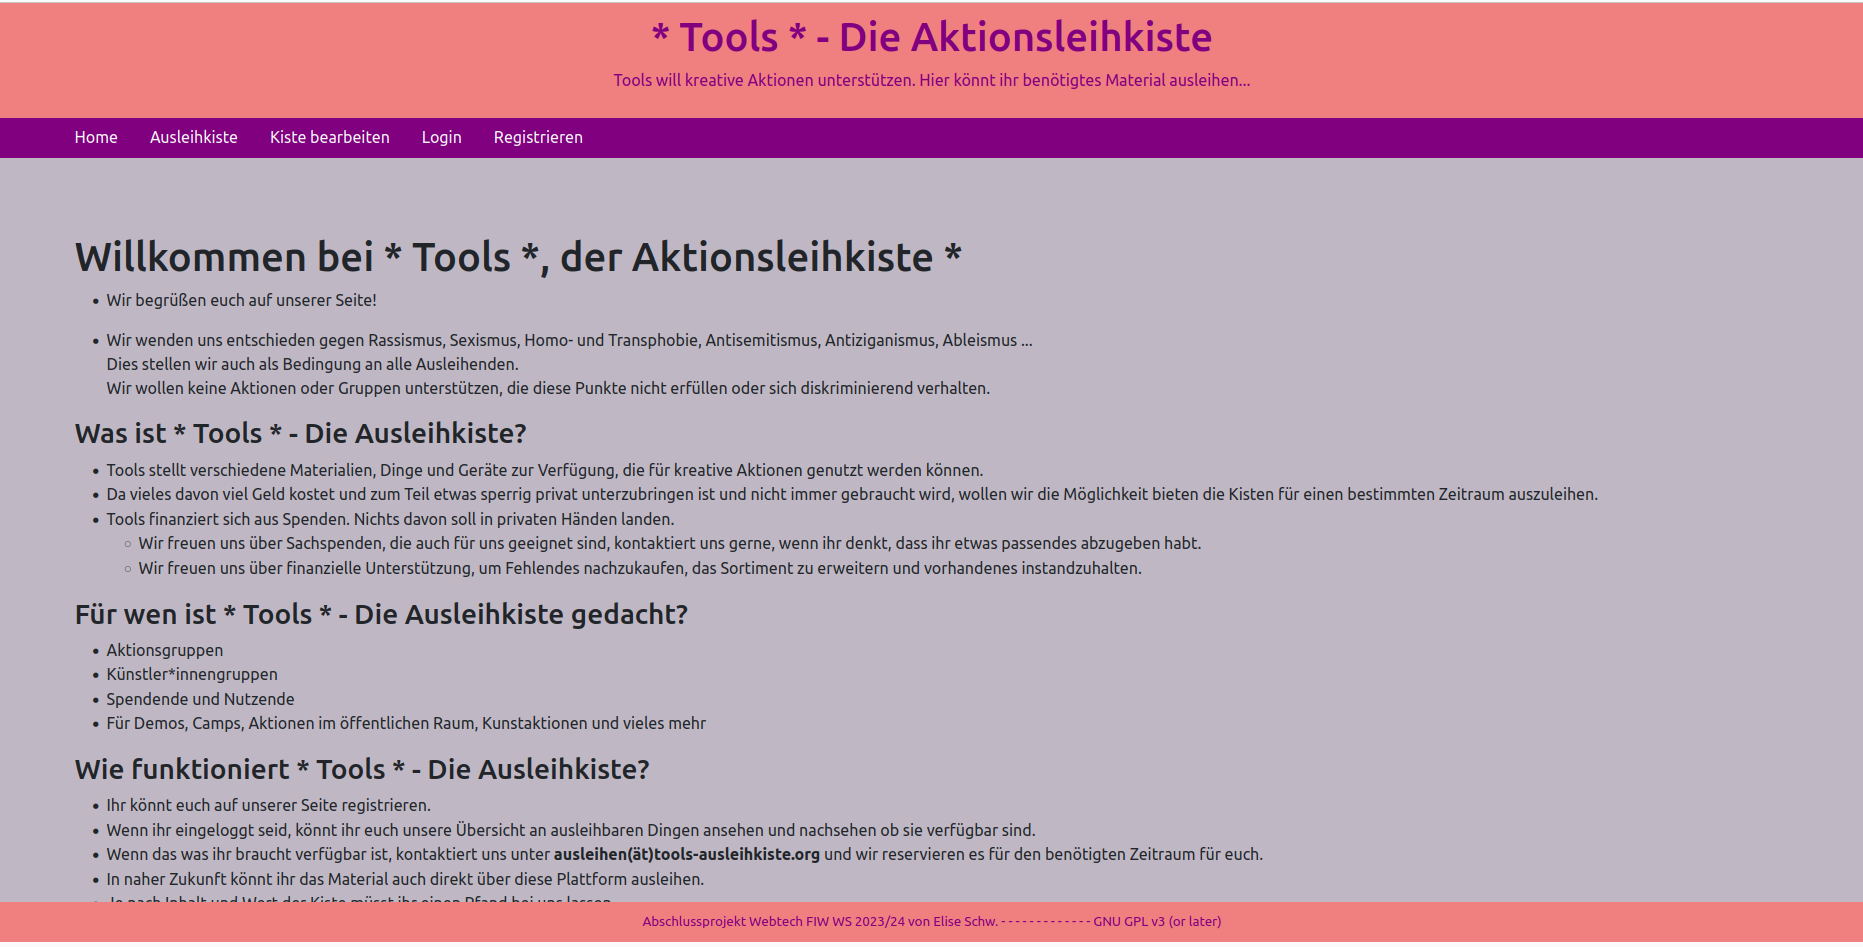 * Tools * - Die Aktionsleihkiste
Tools will kreative Aktionen unterstützen. Hier könnt ihr benötigtes Material ausleihen...
Home Ausleihkiste Kiste bearbeiten Login Registrieren
Willkommen bei * Tools *, der Aktionsleihkiste *
• Wir begrüßen euch auf unserer Seite!
• Wir wenden uns entschieden gegen Rassismus, Sexismus, Homo- und Transphobie, Antisemitismus, Antiziganismus, Ableismus ...
Dies stellen wir auch als Bedingung an alle Ausleihenden.
Wir wollen keine Aktionen oder Gruppen unterstützen, die diese Punkte nicht erfüllen oder sich diskriminierend verhalten.
Was ist * Tools * - Die Ausleihkiste?
• Tools stellt verschiedene Materialien, Dinge und Geräte zur Verfügung, die für kreative Aktionen genutzt werden können.
• Da vieles davon viel Geld kostet und zum Teil etwas sperrig privat unterzubringen ist und nicht immer gebraucht wird, wollen wir die Möglichkeit bieten die Kisten für einen bestimmten Zeitraum auszuleihen.
• Tools finanziert sich aus Spenden. Nichts davon soll in privaten Händen landen.
◦ Wir freuen uns über Sachspenden, die auch für uns geeignet sind, kontaktiert uns gerne, wenn ihr denkt, dass ihr etwas passendes abzugeben habt.
◦ Wir freuen uns über finanzielle Unterstützung, um Fehlendes nachzukaufen, das Sortiment zu erweitern und vorhandenes instandzuhalten.
Für wen ist * Tools * - Die Ausleihkiste gedacht?
• Aktionsgruppen
• Künstler*innengruppen
• Spendende und Nutzende
• Für Demos, Camps, Aktionen im öffentlichen Raum, Kunstaktionen und vieles mehr
Wie funktioniert * Tools * - Die Ausleihkiste?
• Ihr könnt euch auf unserer Seite registrieren.
• Wenn ihr eingeloggt seid, könnt ihr euch unsere Übersicht an ausleihbaren Dingen ansehen und nachsehen ob sie verfügbar sind.
• Wenn das was ihr braucht verfügbar ist, kontaktiert uns unter ausleihen(ät)tools-ausleihkiste.org und wir reservieren es für den benötigten Zeitraum für euch.
• In naher Zukunft könnt ihr das Material auch direkt über diese Plattform ausleihen.
Abschlussprojekt Webtech FIW WS 2023/24 von Elise Schw. - - - - - - - - - - - - - GNU GPL v3 (or later)